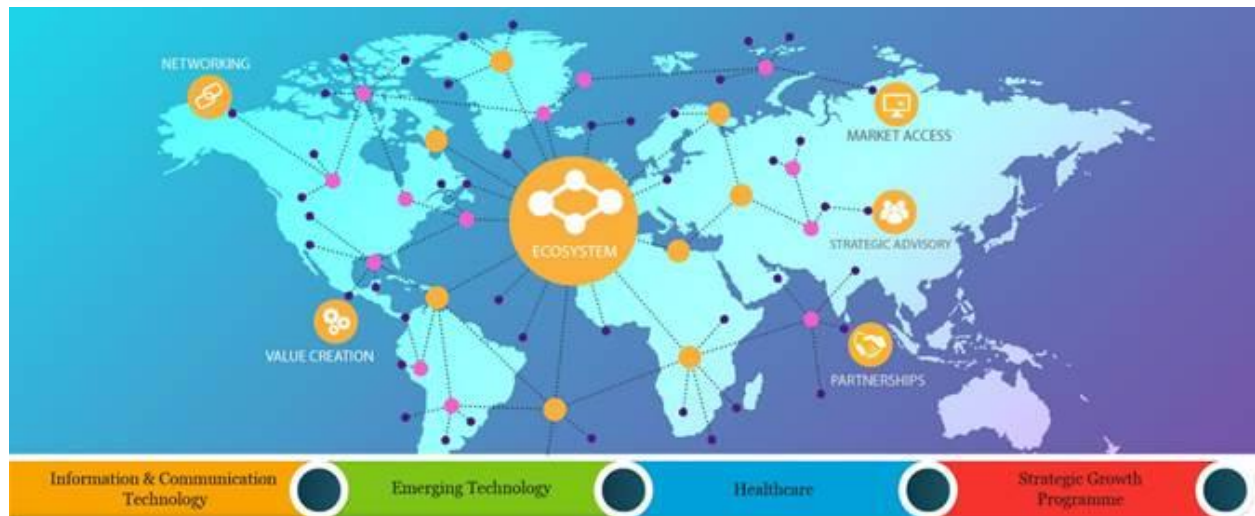 NETWORKING
MARKET ACCESS
ECOSYSTEM
STRATEGIC ADVISORY
VALUE CREATION
PARTNERSHIPS
Information & Communication
Technology
Emerging Technology
Healthcare
Strategic Growth
Programme